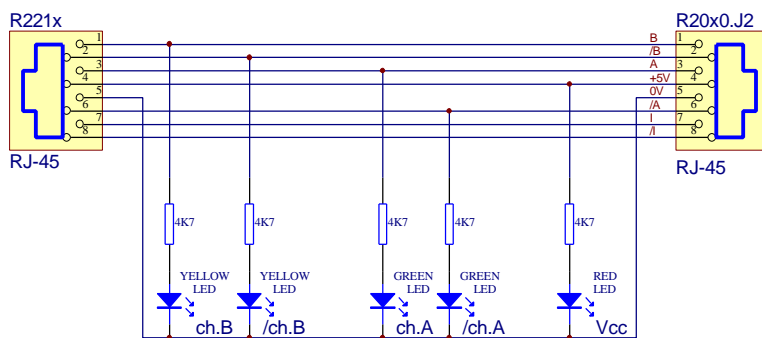 R221x
R20x0.J2
1
2
3
4
5
6
7
8
B
/B
A
+5V
0V
/A
I
/I
1
2
3
4
5
6
7
8
RJ-45
RJ-45
4K7
4K7
4K7
4K7
4K7
YELLOW
LED
YELLOW
LED
GREEN
LED
GREEN
LED
RED
LED
ch.B
/ch.B
ch.A
/ch.A
Vcc